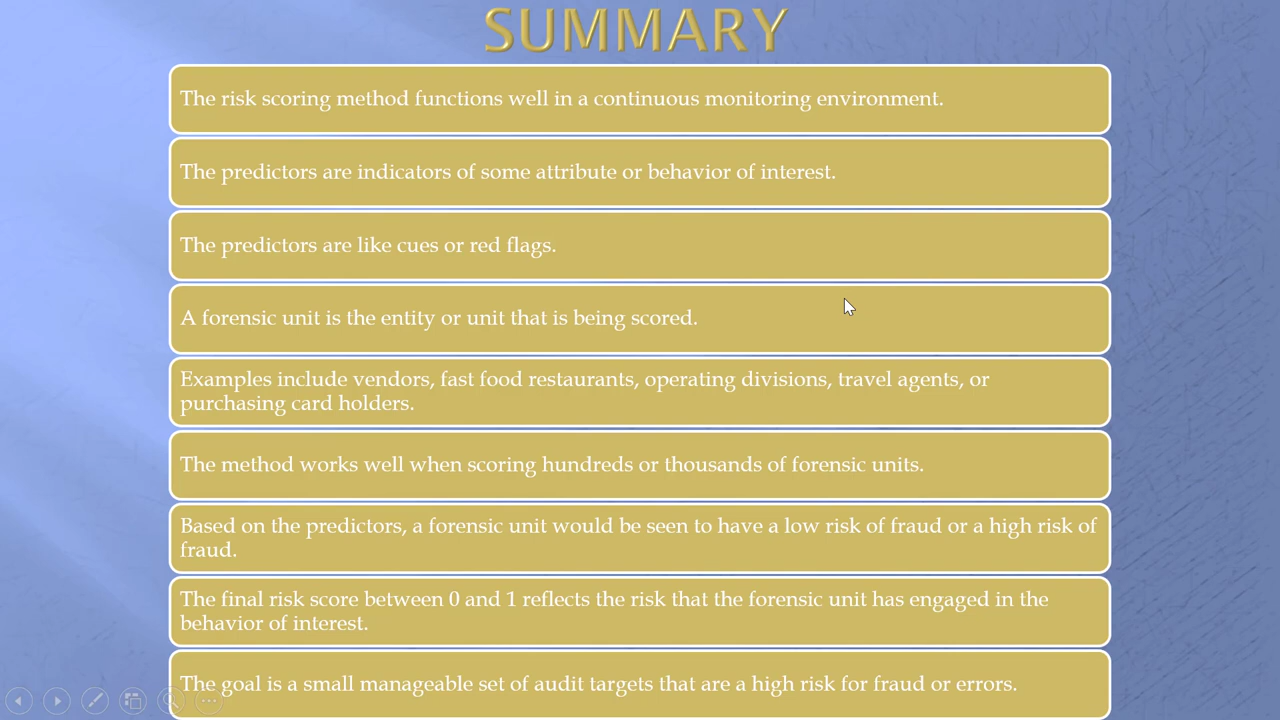 SUMMARY
The risk scoring method functions well in a continuous monitoring environment.
The predictors are indicators of some attribute or behavior of interest.
The predictors are like cues or red flags.
A forensic unit is the entity or unit that is being scored.
Examples include vendors, fast food restaurants, operating divisions, travel agents, or
purchasing card holders.
The method works well when scoring hundreds or thousands of forensic units.
Based on the predictors, a forensic unit would be seen to have a low risk of fraud or a high risk of
fraud.
The final risk score between 0 and 1 reflects the risk that the forensic unit has engaged in the
behavior of interest.
The goal is a small manageable set of audit targets that are a high risk for fraud or errors.